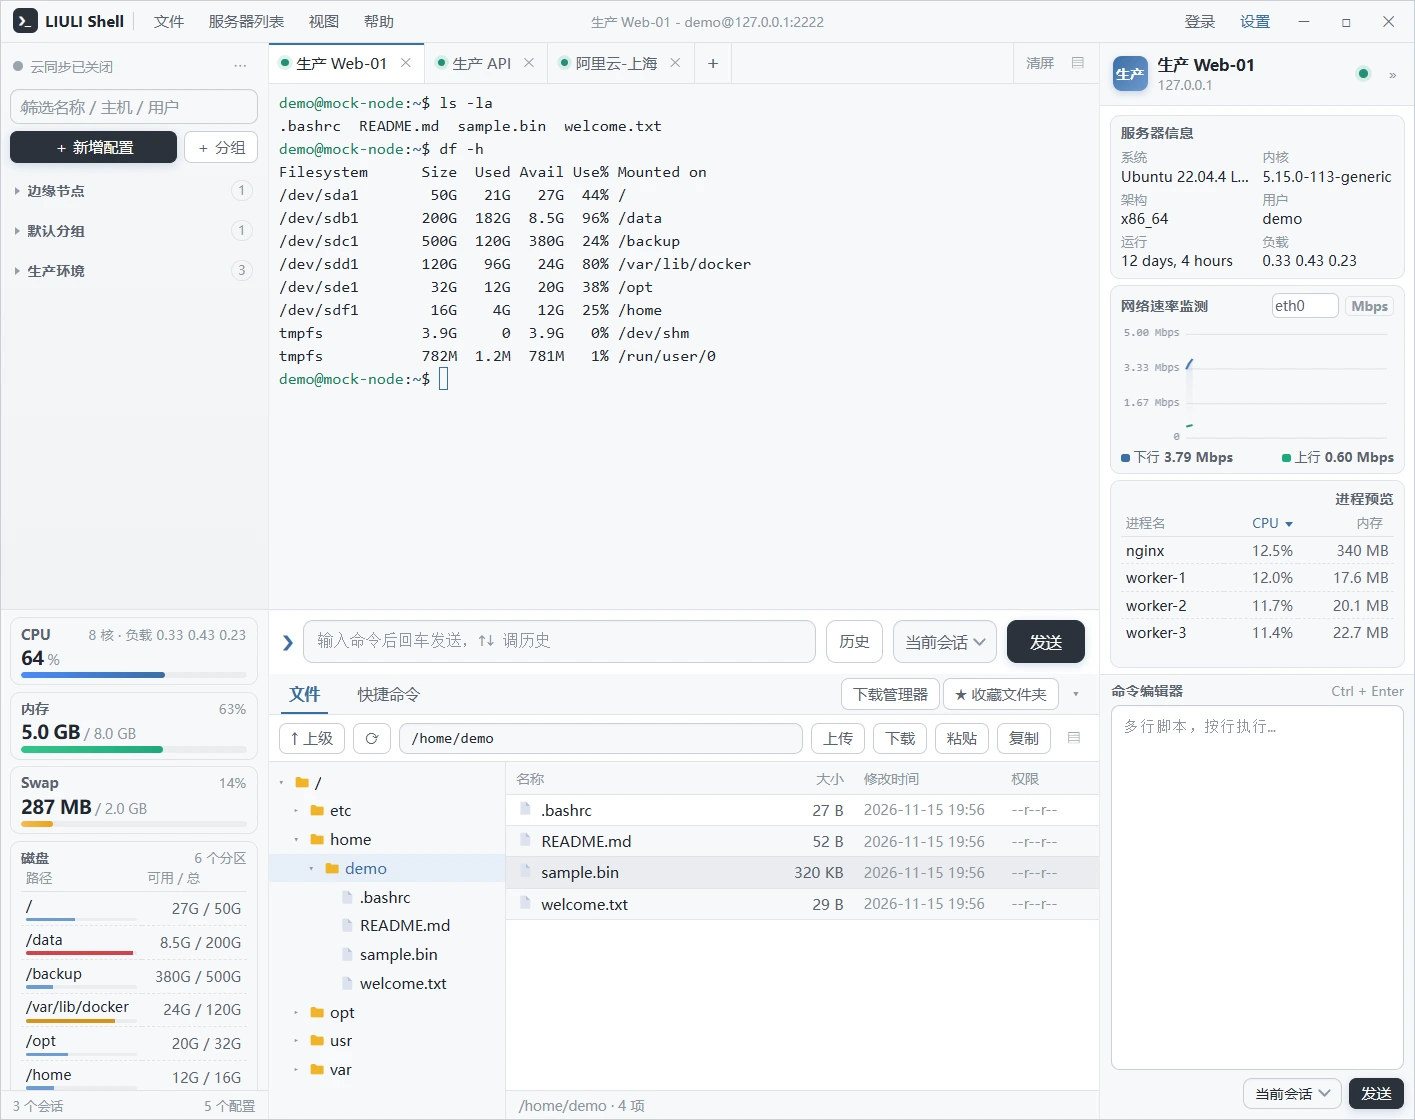 LIULI Shell 文件 服务器列表 视图 帮助 生产 Web-01 - demo@127.0.0.1:2222 登录 设置
云同步已关闭 ...
筛选名称 / 主机 / 用户
+ 新增配置 + 分组
边缘节点 1
默认分组 1
生产环境 3
CPU 8 核 · 负载 0.33 0.43 0.23
64 %
内存 63%
5.0 GB / 8.0 GB
Swap 14%
287 MB / 2.0 GB
磁盘 6 个分区
路径 可用 / 总
/ 27G / 50G
/data 8.5G / 200G
/backup 380G / 500G
/var/lib/docker 24G / 120G
/opt 20G / 32G
/home 12G / 16G
3 个会话 5 个配置
生产 Web-01 × 生产 API × 阿里云-上海 × + 清屏
demo@mock-node:~$ ls -la
.bashrc README.md sample.bin welcome.txt
demo@mock-node:~$ df -h
Filesystem Size Used Avail Use% Mounted on
/dev/sda1 50G 21G 27G 44% /
/dev/sdb1 200G 182G 8.5G 96% /data
/dev/sdc1 500G 120G 380G 24% /backup
/dev/sdd1 120G 96G 24G 80% /var/lib/docker
/dev/sde1 32G 12G 20G 38% /opt
/dev/sdf1 16G 4G 12G 25% /home
tmpfs 3.9G 0 3.9G 0% /dev/shm
tmpfs 782M 1.2M 781M 1% /run/user/0
demo@mock-node:~$
❯ 输入命令后回车发送，↑↓ 调历史 历史 当前会话 发送
文件 快捷命令 下载管理器 ★ 收藏文件夹
↑ 上级 ⟳ /home/demo 上传 下载 粘贴 复制
/
etc
home
demo
.bashrc
README.md
sample.bin
welcome.txt
opt
usr
var
名称 大小 修改时间 权限
.bashrc 27 B 2026-11-15 19:56 --r--r--
README.md 52 B 2026-11-15 19:56 --r--r--
sample.bin 320 KB 2026-11-15 19:56 --r--r--
welcome.txt 29 B 2026-11-15 19:56 --r--r--
/home/demo · 4 项
生产 生产 Web-01 »
127.0.0.1
服务器信息
系统 内核
Ubuntu 22.04.4 L... 5.15.0-113-generic
架构 用户
x86_64 demo
运行 负载
12 days, 4 hours 0.33 0.43 0.23
网络速率监测 eth0 Mbps
5.00 Mbps
3.33 Mbps
1.67 Mbps
0
下行 3.79 Mbps 上行 0.60 Mbps
进程预览
进程名 CPU ▼ 内存
nginx 12.5% 340 MB
worker-1 12.0% 17.6 MB
worker-2 11.7% 20.1 MB
worker-3 11.4% 22.7 MB
命令编辑器 Ctrl + Enter
多行脚本，按行执行...
当前会话 发送